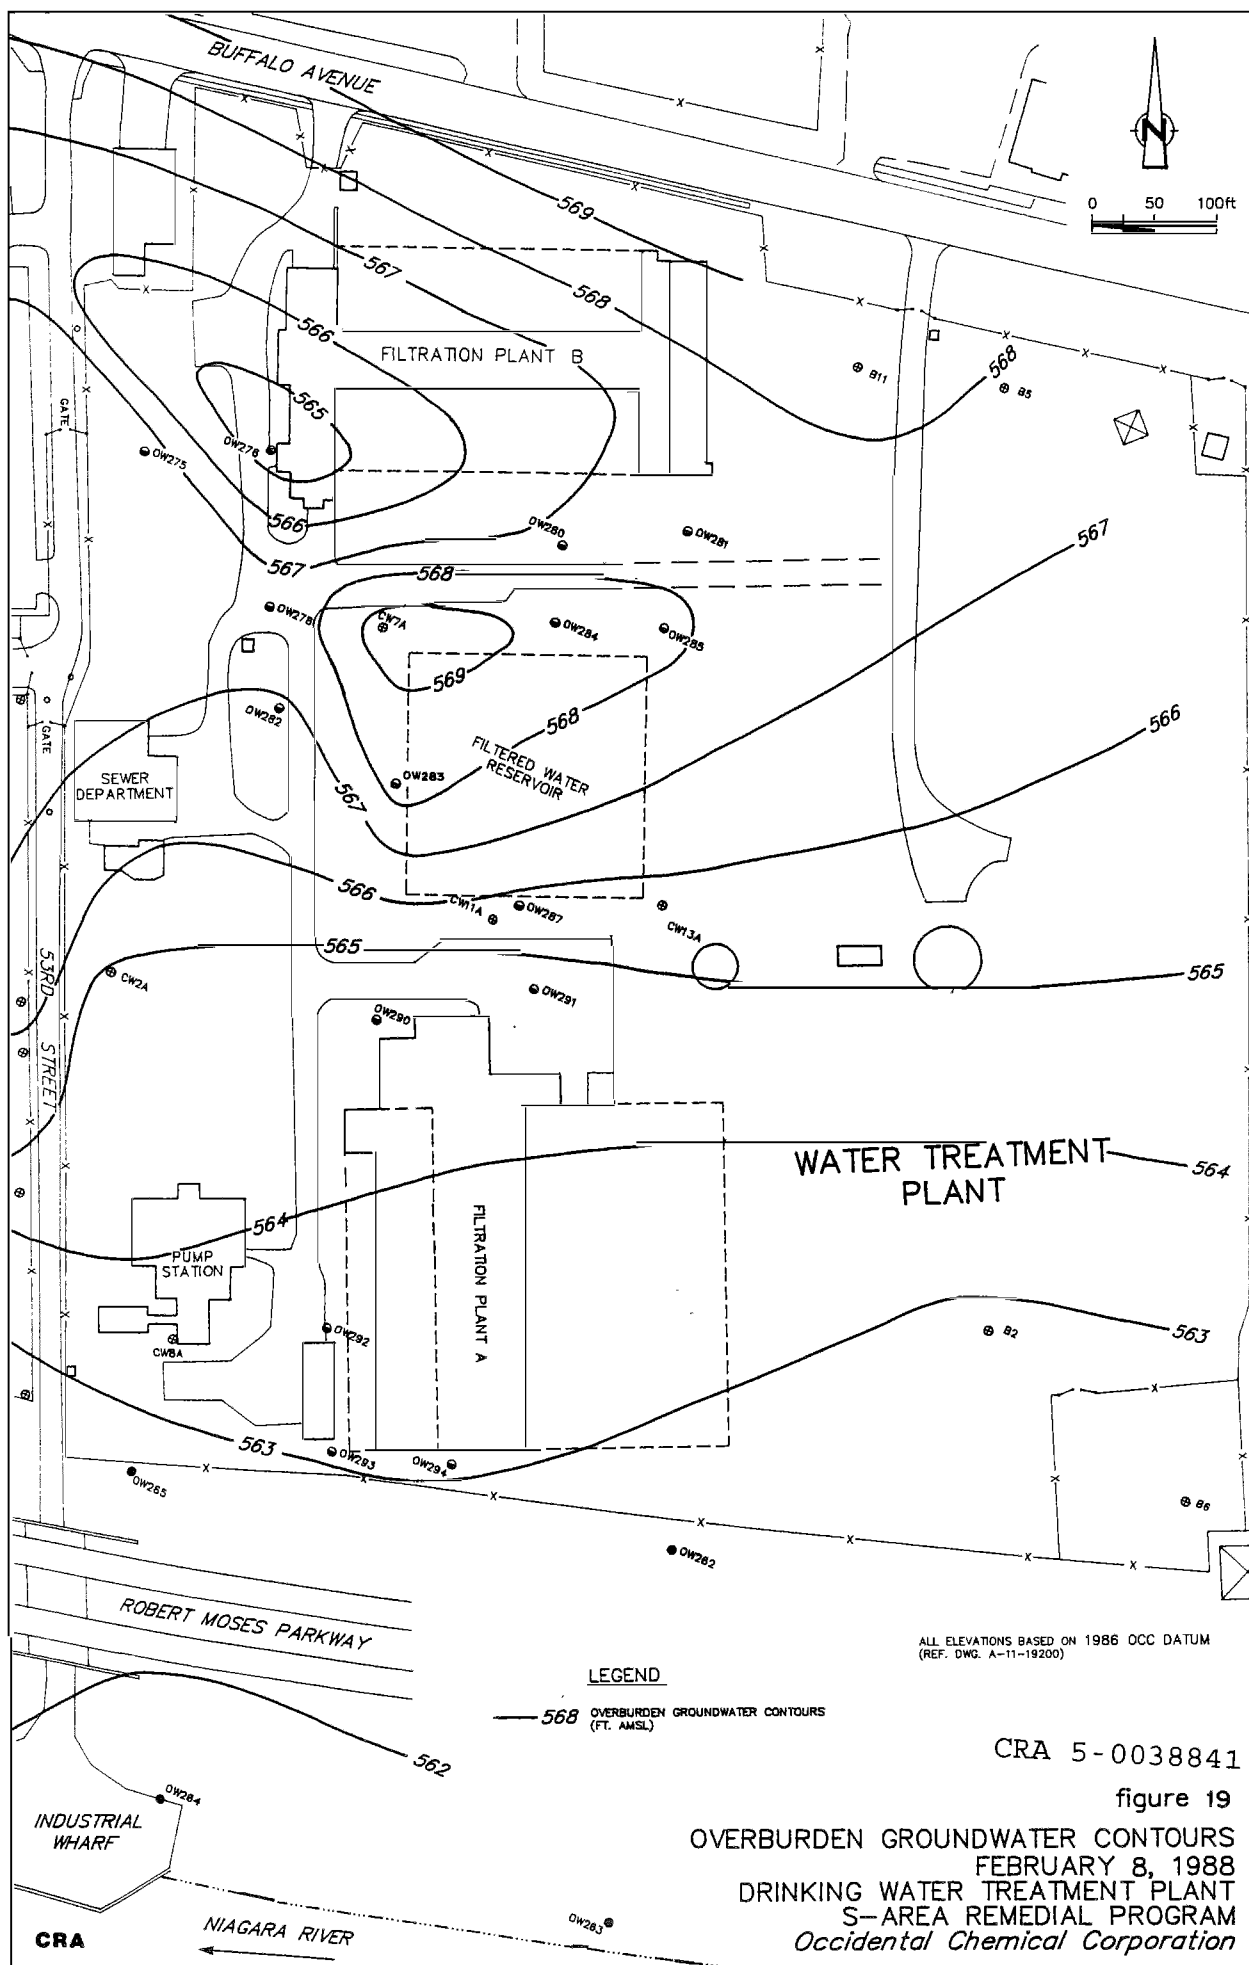 BUFFALO AVENUE
N
0 50 100ft
569
567
568
566
FILTRATION PLANT B
568
B11
B5
565
GATE
OW275
OW276
566
OW280
OW281
567
567
568
OW278
CW7A
OW284
OW285
569
OW282
568
566
GATE
FILTERED WATER
RESERVOIR
SEWER
DEPARTMENT
OW283
567
566
CW11A
OW287
CW13A
565
53RD STREET
CW2A
565
OW291
OW290
WATER TREATMENT
PLANT
564
564
FILTRATION PLANT A
PUMP
STATION
OW292
CW8A
B2
563
563
OW293
OW294
OW265
B6
OW262
ROBERT MOSES PARKWAY
ALL ELEVATIONS BASED ON 1986 OCC DATUM
(REF. DWG. A-11-19200)
LEGEND
568 OVERBURDEN GROUNDWATER CONTOURS
(FT. AMSL)
562
CRA 5-0038841
figure 19
OW264
INDUSTRIAL
WHARF
OVERBURDEN GROUNDWATER CONTOURS
FEBRUARY 8, 1988
DRINKING WATER TREATMENT PLANT
S-AREA REMEDIAL PROGRAM
Occidental Chemical Corporation
OW263
NIAGARA RIVER
CRA